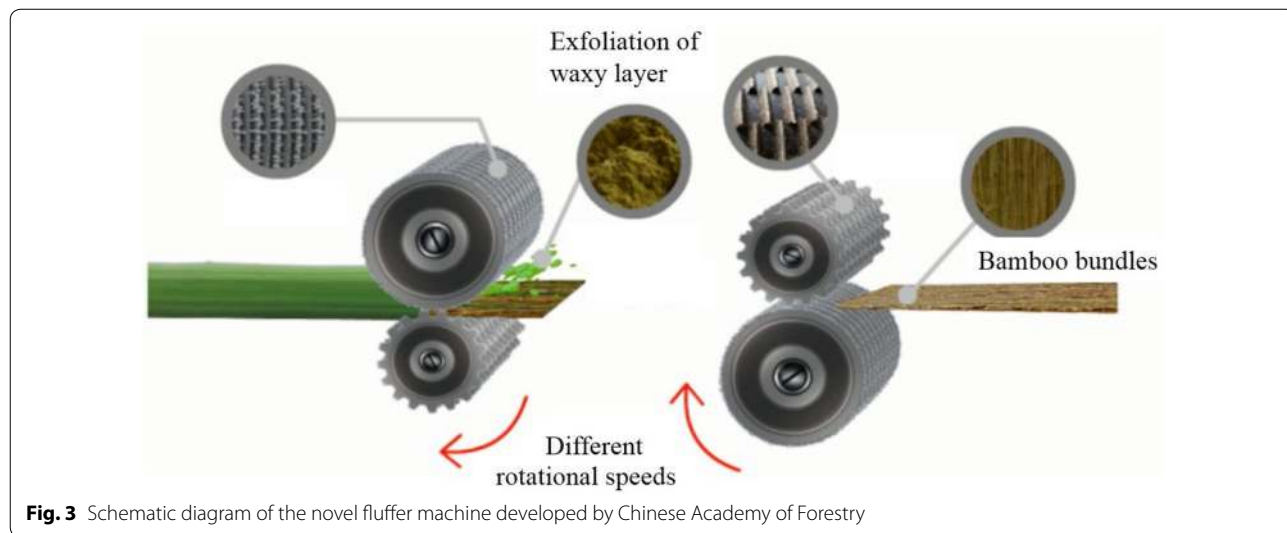 Exfoliation of
waxy layer
Bamboo bundles
Different
rotational speeds
Fig. 3 Schematic diagram of the novel fluffer machine developed by Chinese Academy of Forestry